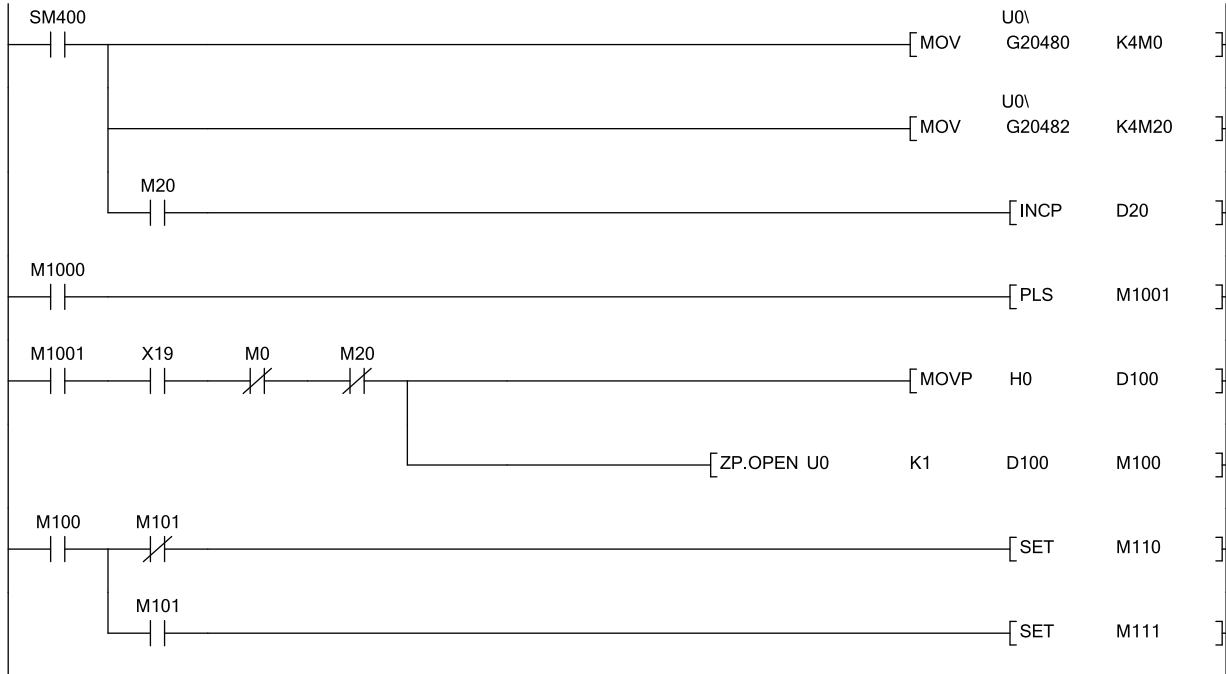 SM400
U0\
MOV G20480 K4M0
U0\
MOV G20482 K4M20
M20
INCP D20
M1000
PLS M1001
M1001 X19 M0 M20
MOVP H0 D100
ZP.OPEN U0 K1 D100 M100
M100 M101
SET M110
M101
SET M111